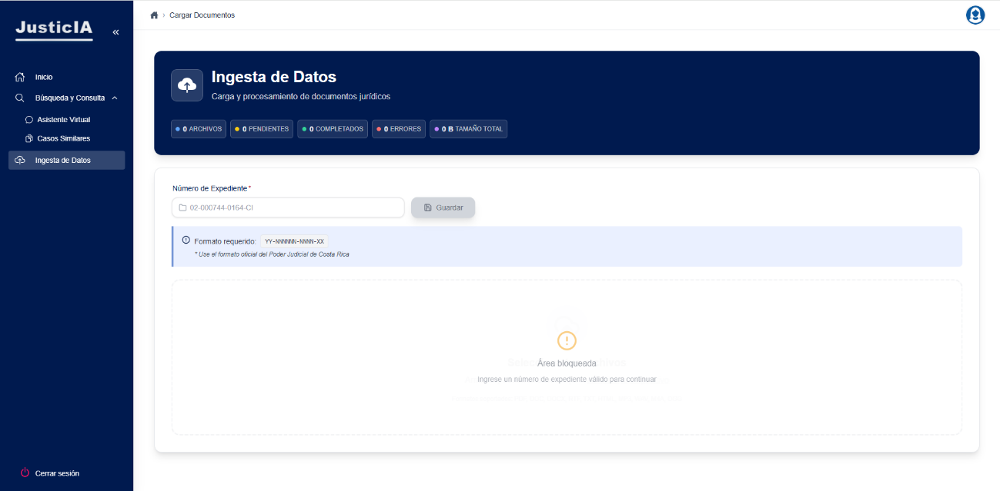 JusticIA
«
Inicio
Búsqueda y Consulta
Asistente Virtual
Casos Similares
Ingesta de Datos
Cerrar sesión
› Cargar Documentos
Ingesta de Datos
Carga y procesamiento de documentos jurídicos
0 ARCHIVOS
0 PENDIENTES
0 COMPLETADOS
0 ERRORES
0 B TAMAÑO TOTAL
Número de Expediente*
02-000744-0164-CI
Guardar
Formato requerido: YY-NNNNNN-NNNN-XX
* Use el formato oficial del Poder Judicial de Costa Rica
Área bloqueada
Ingrese un número de expediente válido para continuar